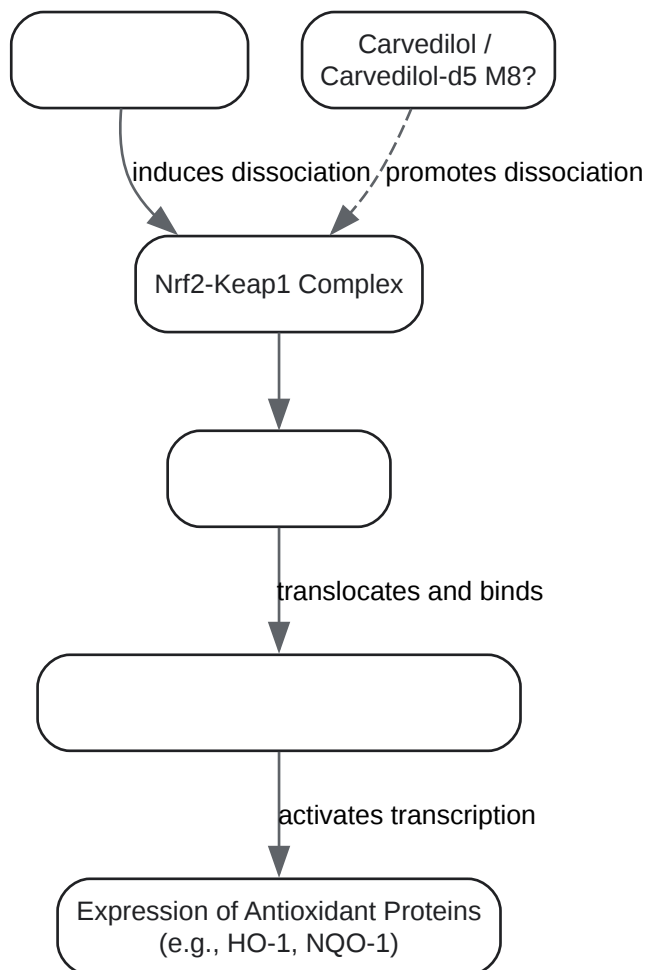 Carvedilol /
Carvedilol-d5 M8?
induces dissociation
promotes dissociation
Nrf2-Keap1 Complex
translocates and binds
activates transcription
Expression of Antioxidant Proteins
(e.g., HO-1, NQO-1)